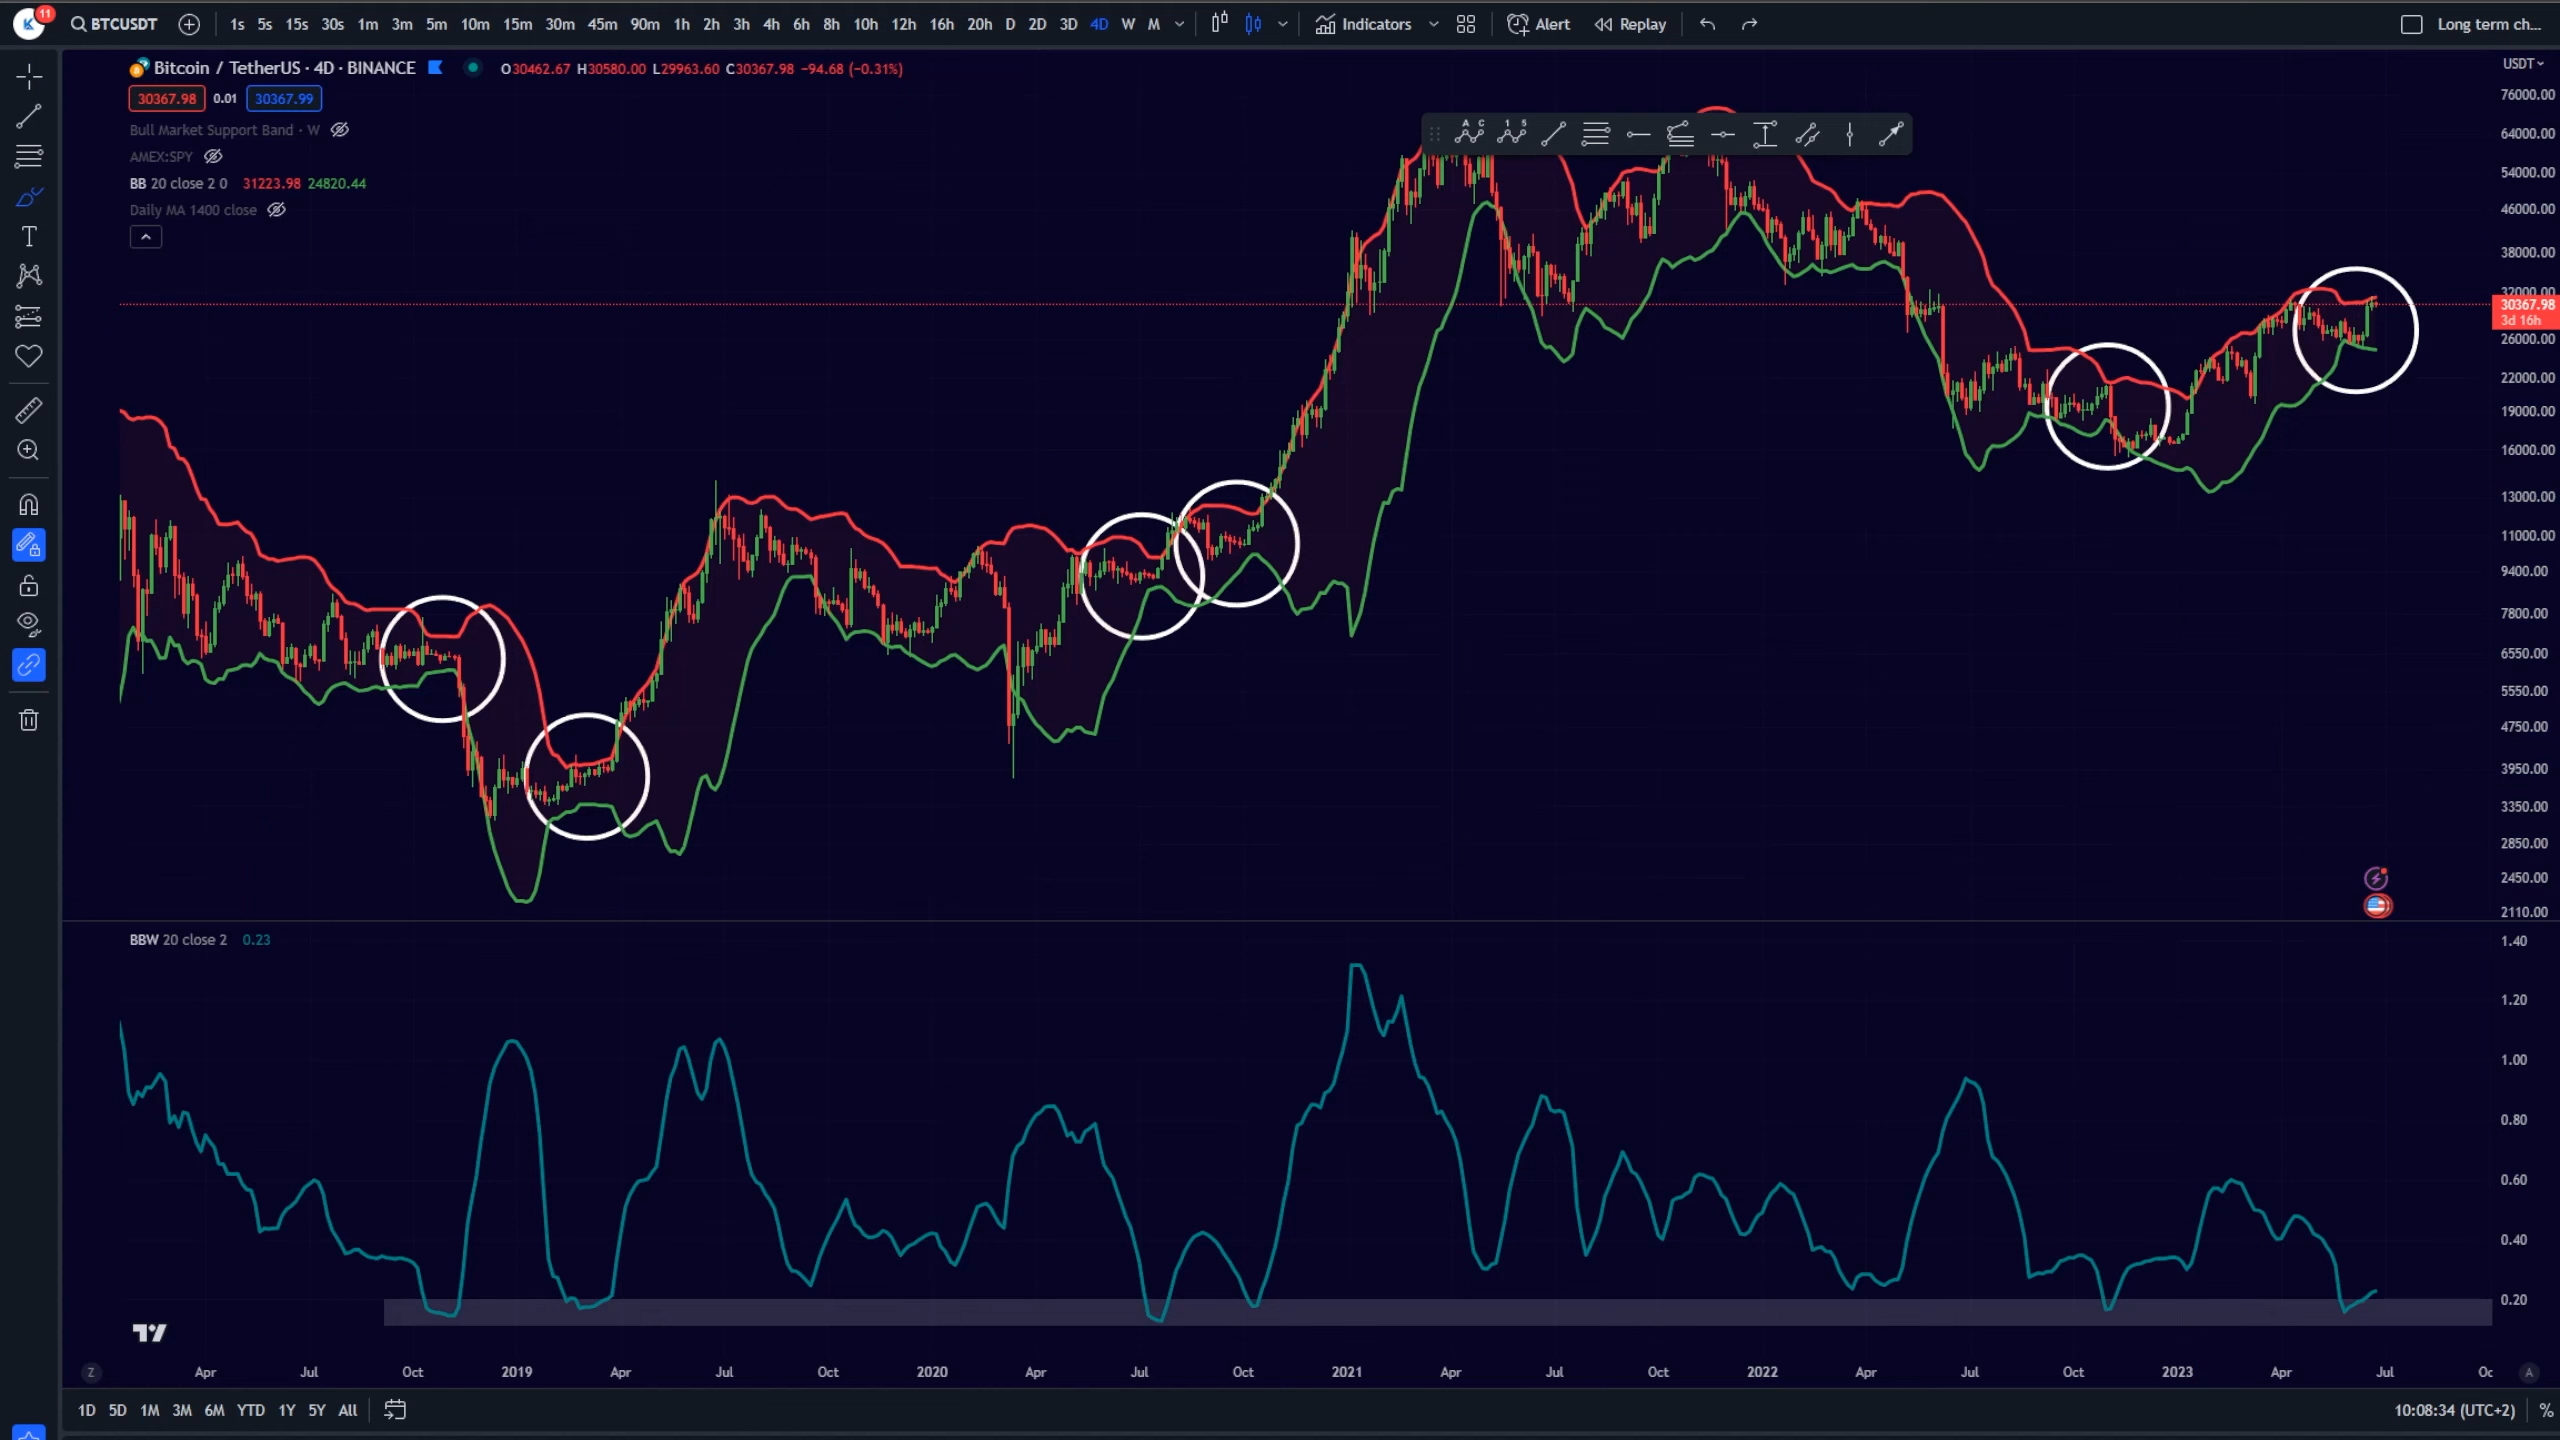 11
BTCUSDT 1s 5s 15s 30s 1m 3m 5m 10m 15m 30m 45m 90m 1h 2h 3h 4h 6h 8h 10h 12h 16h 20h D 2D 3D 4D W M Indicators Alert Replay Long term ch...
Bitcoin / TetherUS · 4D · BINANCE O30462.67 H30580.00 L29963.60 C30367.98 −94.68 (−0.31%)
USDT
30367.98 0.01 30367.99
Bull Market Support Band · W
AMEX:SPY
BB 20 close 2 0 31223.98 24820.44
Daily MA 1400 close
A C 1 5
76000.00
64000.00
54000.00
46000.00
38000.00
32000.00
30367.98
3d 16h
26000.00
22000.00
19000.00
16000.00
13000.00
11000.00
9400.00
7800.00
6550.00
5550.00
4750.00
3950.00
3350.00
2850.00
2450.00
2110.00
BBW 20 close 2 0.23
1.40
1.20
1.00
0.80
0.60
0.40
0.20
Z Apr Jul Oct 2019 Apr Jul Oct 2020 Apr Jul Oct 2021 Apr Jul Oct 2022 Apr Jul Oct 2023 Apr Jul Oc A
1D 5D 1M 3M 6M YTD 1Y 5Y All 10:08:34 (UTC+2) %